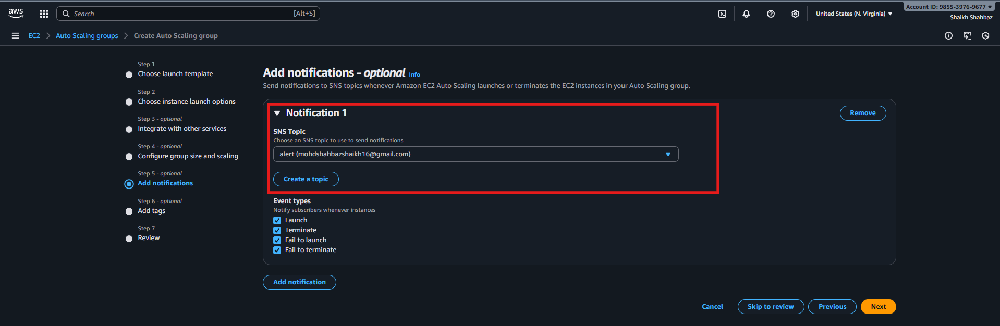 aws
Search [Alt+S]
United States (N. Virginia)
Account ID: 9855-3976-9677
Shaikh Shahbaz
EC2 Auto Scaling groups Create Auto Scaling group
Step 1
Choose launch template
Step 2
Choose instance launch options
Step 3 - optional
Integrate with other services
Step 4 - optional
Configure group size and scaling
Step 5 - optional
Add notifications
Step 6 - optional
Add tags
Step 7
Review
Add notifications - optional Info
Send notifications to SNS topics whenever Amazon EC2 Auto Scaling launches or terminates the EC2 instances in your Auto Scaling group.
Notification 1
Remove
SNS Topic
Choose an SNS topic to use to send notifications
alert (mohdshahbazshaikh16@gmail.com)
Create a topic
Event types
Notify subscribers whenever instances
Launch
Terminate
Fail to launch
Fail to terminate
Add notification
Cancel Skip to review Previous Next